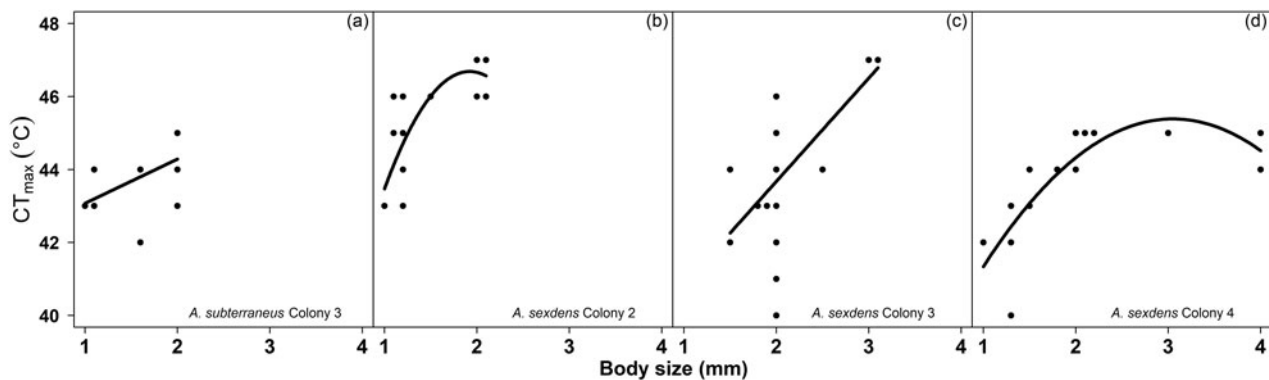 CTmax (°C)
48
46
44
42
40
(a)
A. subterraneus Colony 3
1 2 3 4
(b)
A. sexdens Colony 2
1 2 3 4
(c)
A. sexdens Colony 3
1 2 3 4
(d)
A. sexdens Colony 4
1 2 3 4
Body size (mm)